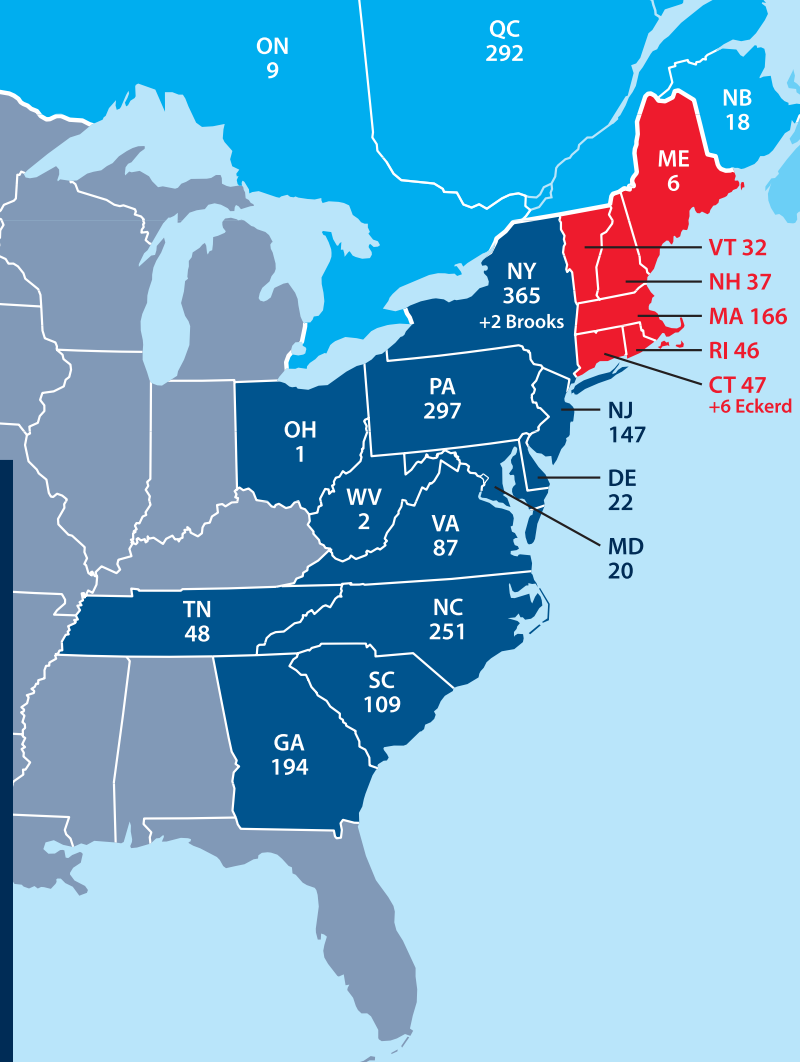 ON
9
QC
292
NB
18
ME
6
VT 32
NH 37
MA 166
RI 46
CT 47
+6 Eckerd
NY
365
+2 Brooks
PA
297
NJ
147
OH
1
DE
22
WV
2
VA
87
MD
20
TN
48
NC
251
SC
109
GA
194